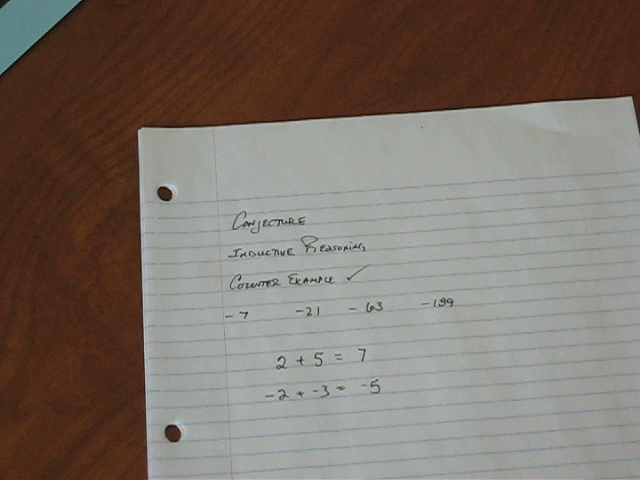 CONJECTURE
INDUCTIVE REASONING
COUNTER EXAMPLE ✓
-7 -21 -63 -189
2 + 5 = 7
-2 + -3 = -5